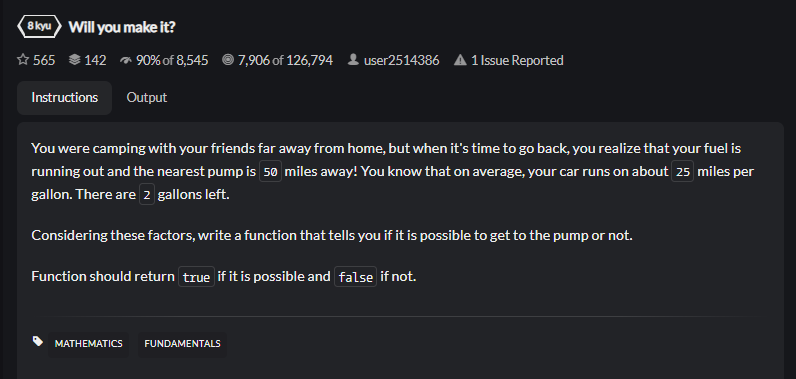 8 kyu Will you make it?
565 142 90% of 8,545 7,906 of 126,794 user2514386 1 Issue Reported
Instructions Output
You were camping with your friends far away from home, but when it's time to go back, you realize that your fuel is
running out and the nearest pump is 50 miles away! You know that on average, your car runs on about 25 miles per
gallon. There are 2 gallons left.
Considering these factors, write a function that tells you if it is possible to get to the pump or not.
Function should return true if it is possible and false if not.
MATHEMATICS FUNDAMENTALS